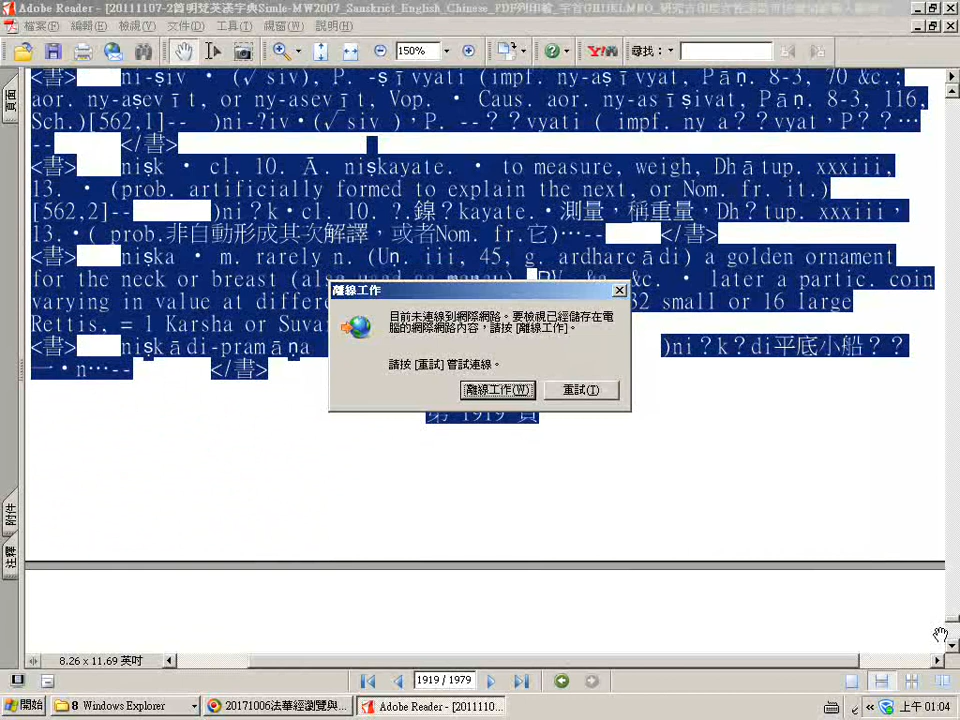 Adobe Reader - [20111107-2首明梵英漢字典Simle-MW2007_Sanskrit_English_Chinese_PDF
檔案(F) 編輯(E) 檢視(V) 文件(D) 工具(T) 視窗(W) 說明(H)
150% 尋找：
頁面
<書> ni-ṣiv ‧ (√ siv), P. -ṣīvyati (impf. ny-aṣīvyat, Pāṇ. 8-3, 70 &c.;
aor. ny-aṣevīt, or ny-asevīt, Vop. ‧ Caus. aor. ny-asīṣivat, Pāṇ. 8-3, 116,
Sch.)[562,1]-- )ni-?iv‧(√siv ), P. --??vyati ( impf. ny a??vyat, P??…
-- </書>
<書> niṣk ‧ cl. 10. Ā. niṣkayate. ‧ to measure, weigh, Dhātup. xxxiii,
13. ‧ (prob. artificially formed to explain the next, or Nom. fr. it.)
[562,2]-- )ni?k‧cl. 10. ?.鎳?kayate.‧測量，稱重量，Dh?tup. xxxiii，
13.‧( prob.非自動形成其次解譯，或者Nom. fr.它)…-- </書>
<書> niṣka ‧ m. rarely n. (Uṇ. iii, 45, g. ardharcādi) a golden ornament
for the neck or breast (also used as money), RV. &c. &c. ‧ later a partic. coin
varying in value at differe 32 small or 16 large
Rettis, = 1 Karsha or Suva
<書> niṣkādi-pramāṇa )ni?k?di平底小船??
一‧n…-- </書>
第 1919 頁
離線工作
目前未連線到網際網路。要檢視已經儲存在電
腦的網際網路內容，請按 [離線工作]。
請按 [重試] 嘗試連線。
離線工作(W) 重試(T)
附件
注釋
8.26 x 11.69 英吋
1919 / 1979
開始 8 Windows Explorer 20171006法華經瀏覽與... Adobe Reader - [2011110... 上午 01:04